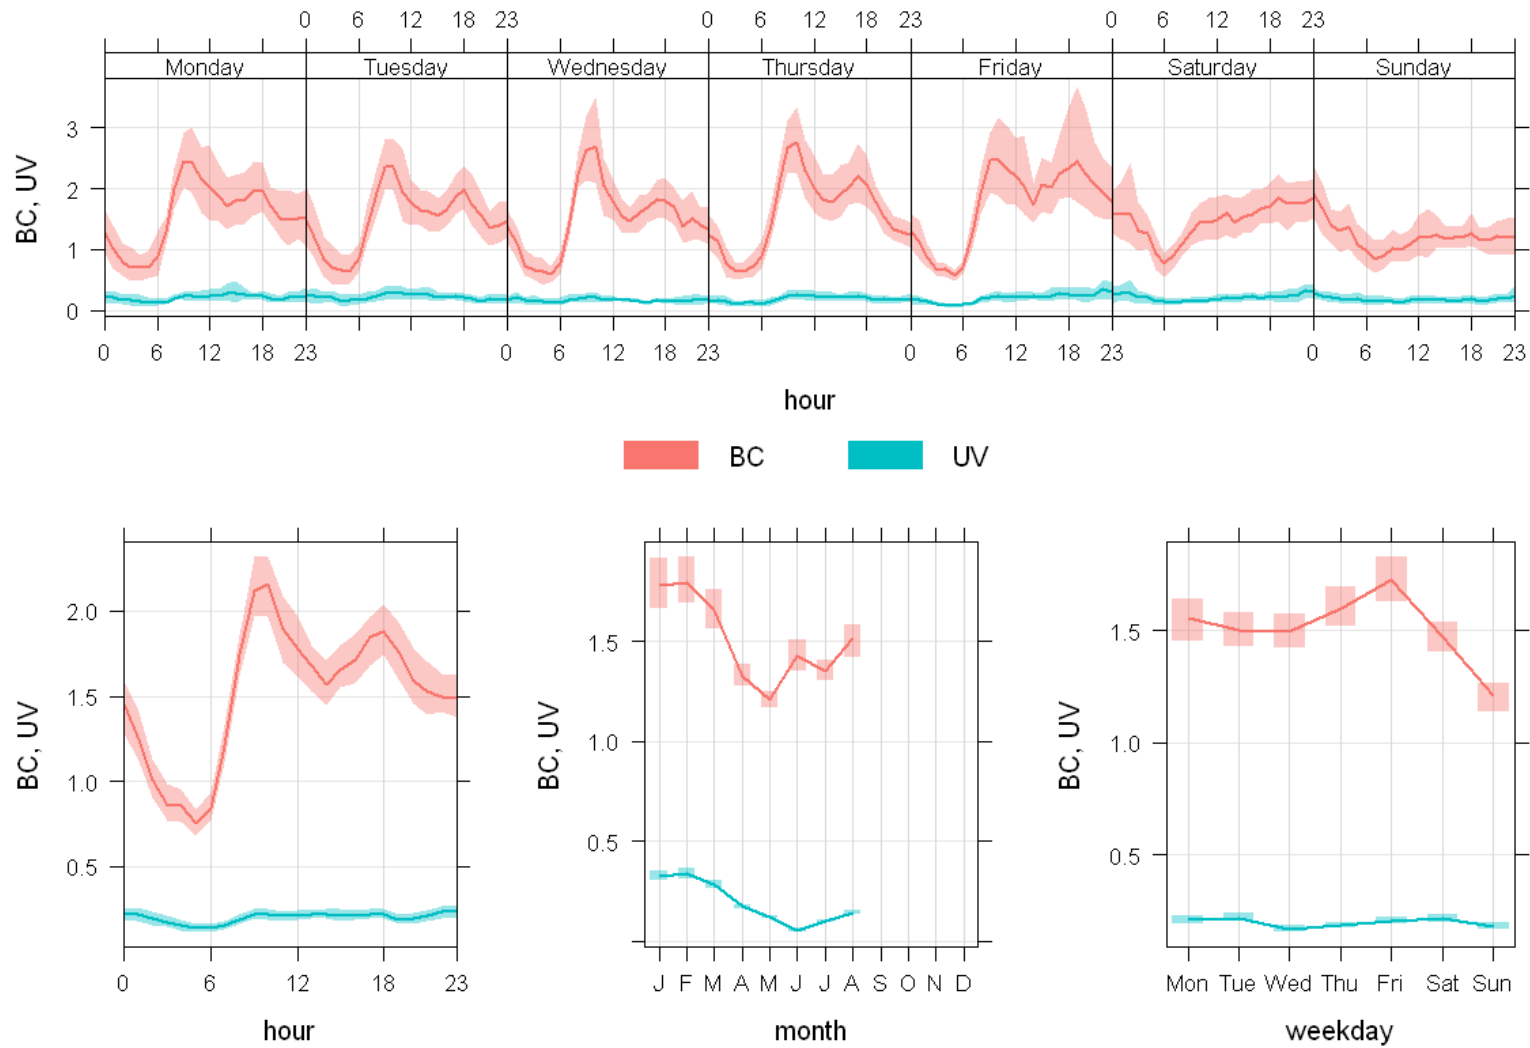 0 6 12 18 23 0 6 12 18 23 0 6 12 18 23
Monday Tuesday Wednesday Thursday Friday Saturday Sunday
BC, UV
3
2
1
0
0 6 12 18 23 0 6 12 18 23 0 6 12 18 23 0 6 12 18 23
hour
BC UV
BC, UV
2.0
1.5
1.0
0.5
0 6 12 18 23
hour
BC, UV
1.5
1.0
0.5
J F M A M J J A S O N D
month
BC, UV
1.5
1.0
0.5
Mon Tue Wed Thu Fri Sat Sun
weekday